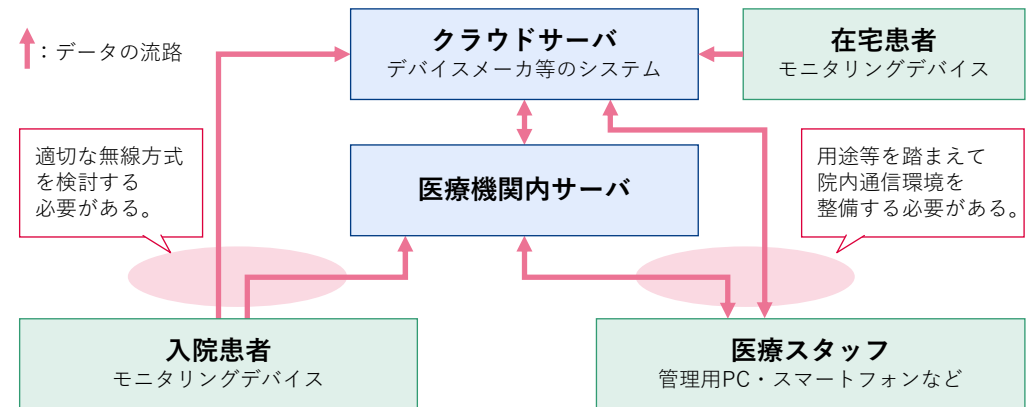 ：データの流路
クラウドサーバ
デバイスメーカ等のシステム
在宅患者
モニタリングデバイス
適切な無線方式
を検討する
必要がある。
医療機関内サーバ
用途等を踏まえて
院内通信環境を
整備する必要がある。
入院患者
モニタリングデバイス
医療スタッフ
管理用PC・スマートフォンなど